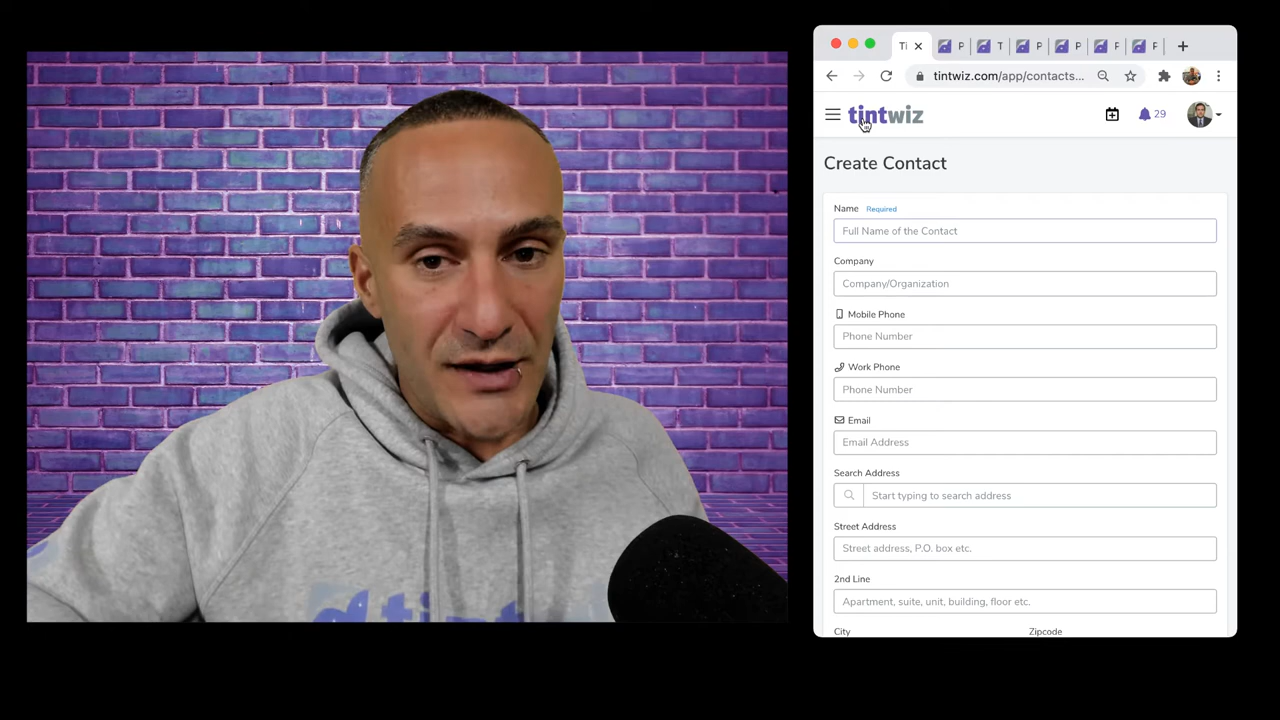 Ti
P
T
P
P
F
F
tintwiz.com/app/contacts...
tintwiz
29
Create Contact
Name Required
Full Name of the Contact
Company
Company/Organization
Mobile Phone
Phone Number
Work Phone
Phone Number
Email
Email Address
Search Address
Start typing to search address
Street Address
Street address, P.O. box etc.
2nd Line
Apartment, suite, unit, building, floor etc.
City Zipcode